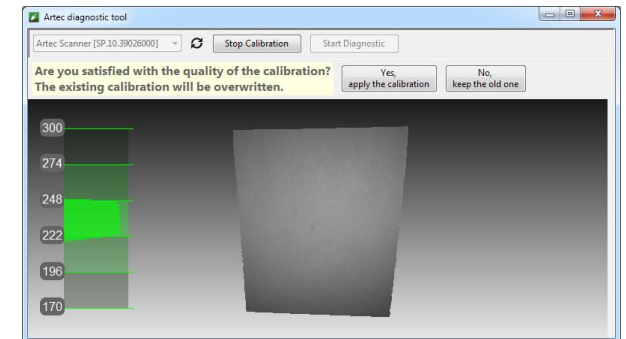 Artec diagnostic tool
Artec Scanner [SP.10.39026000] Stop Calibration Start Diagnostic
Are you satisfied with the quality of the calibration?
The existing calibration will be overwritten.
Yes,
apply the calibration
No,
keep the old one
300
274
248
222
196
170